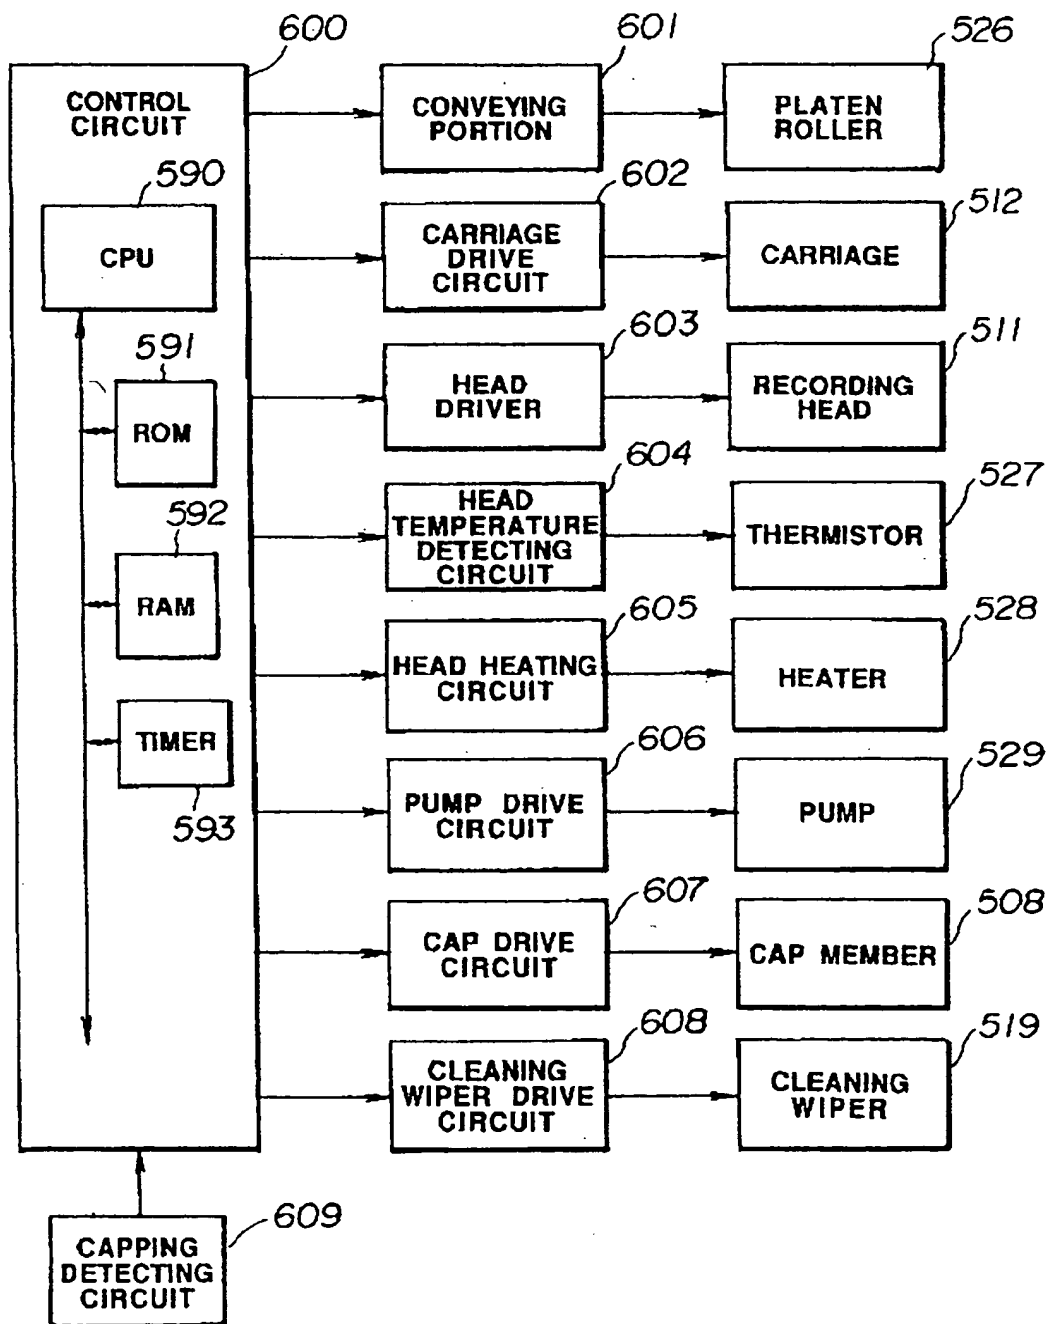 600
CONTROL
CIRCUIT
590
CPU
591
ROM
592
RAM
TIMER
593
601
CONVEYING
PORTION
526
PLATEN
ROLLER
602
CARRIAGE
DRIVE
CIRCUIT
512
CARRIAGE
603
HEAD
DRIVER
511
RECORDING
HEAD
604
HEAD
TEMPERATURE
DETECTING
CIRCUIT
527
THERMISTOR
605
HEAD HEATING
CIRCUIT
528
HEATER
606
PUMP DRIVE
CIRCUIT
529
PUMP
607
CAP DRIVE
CIRCUIT
508
CAP MEMBER
608
CLEANING
WIPER DRIVE
CIRCUIT
519
CLEANING
WIPER
609
CAPPING
DETECTING
CIRCUIT